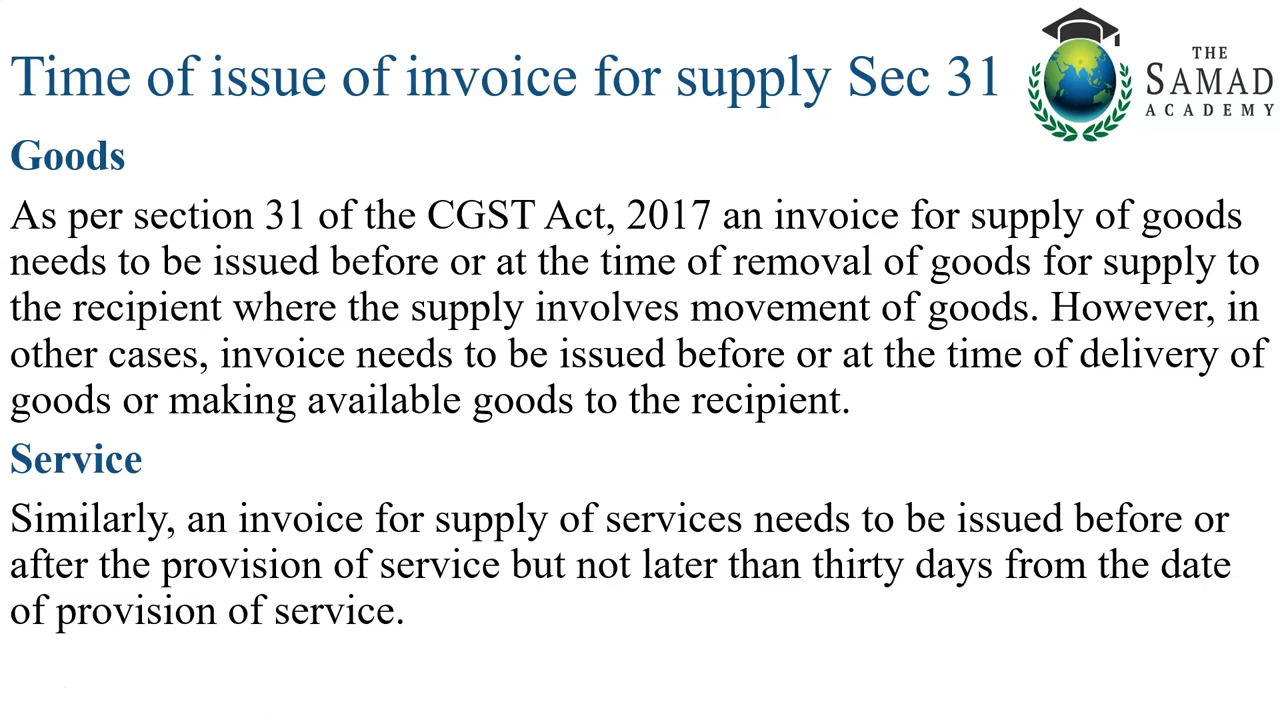 Time of issue of invoice for supply Sec 31
THE
SAMAD
ACADEMY
Goods
As per section 31 of the CGST Act, 2017 an invoice for supply of goods
needs to be issued before or at the time of removal of goods for supply to
the recipient where the supply involves movement of goods. However, in
other cases, invoice needs to be issued before or at the time of delivery of
goods or making available goods to the recipient.
Service
Similarly, an invoice for supply of services needs to be issued before or
after the provision of service but not later than thirty days from the date
of provision of service.